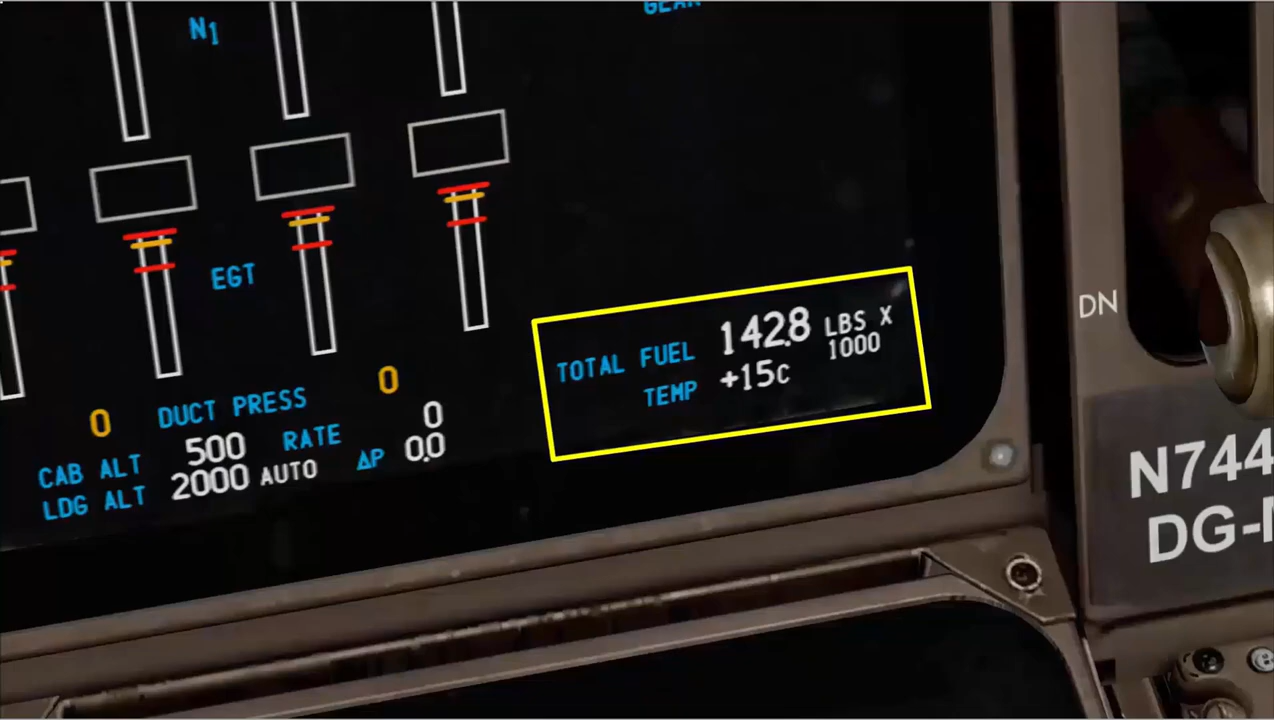 N1
EGT
0 DUCT PRESS 0
CAB ALT 500 RATE 0
LDG ALT 2000 AUTO ΔP 0.0
TOTAL FUEL 142.8 LBS X 1000
TEMP +15c
DN
N744